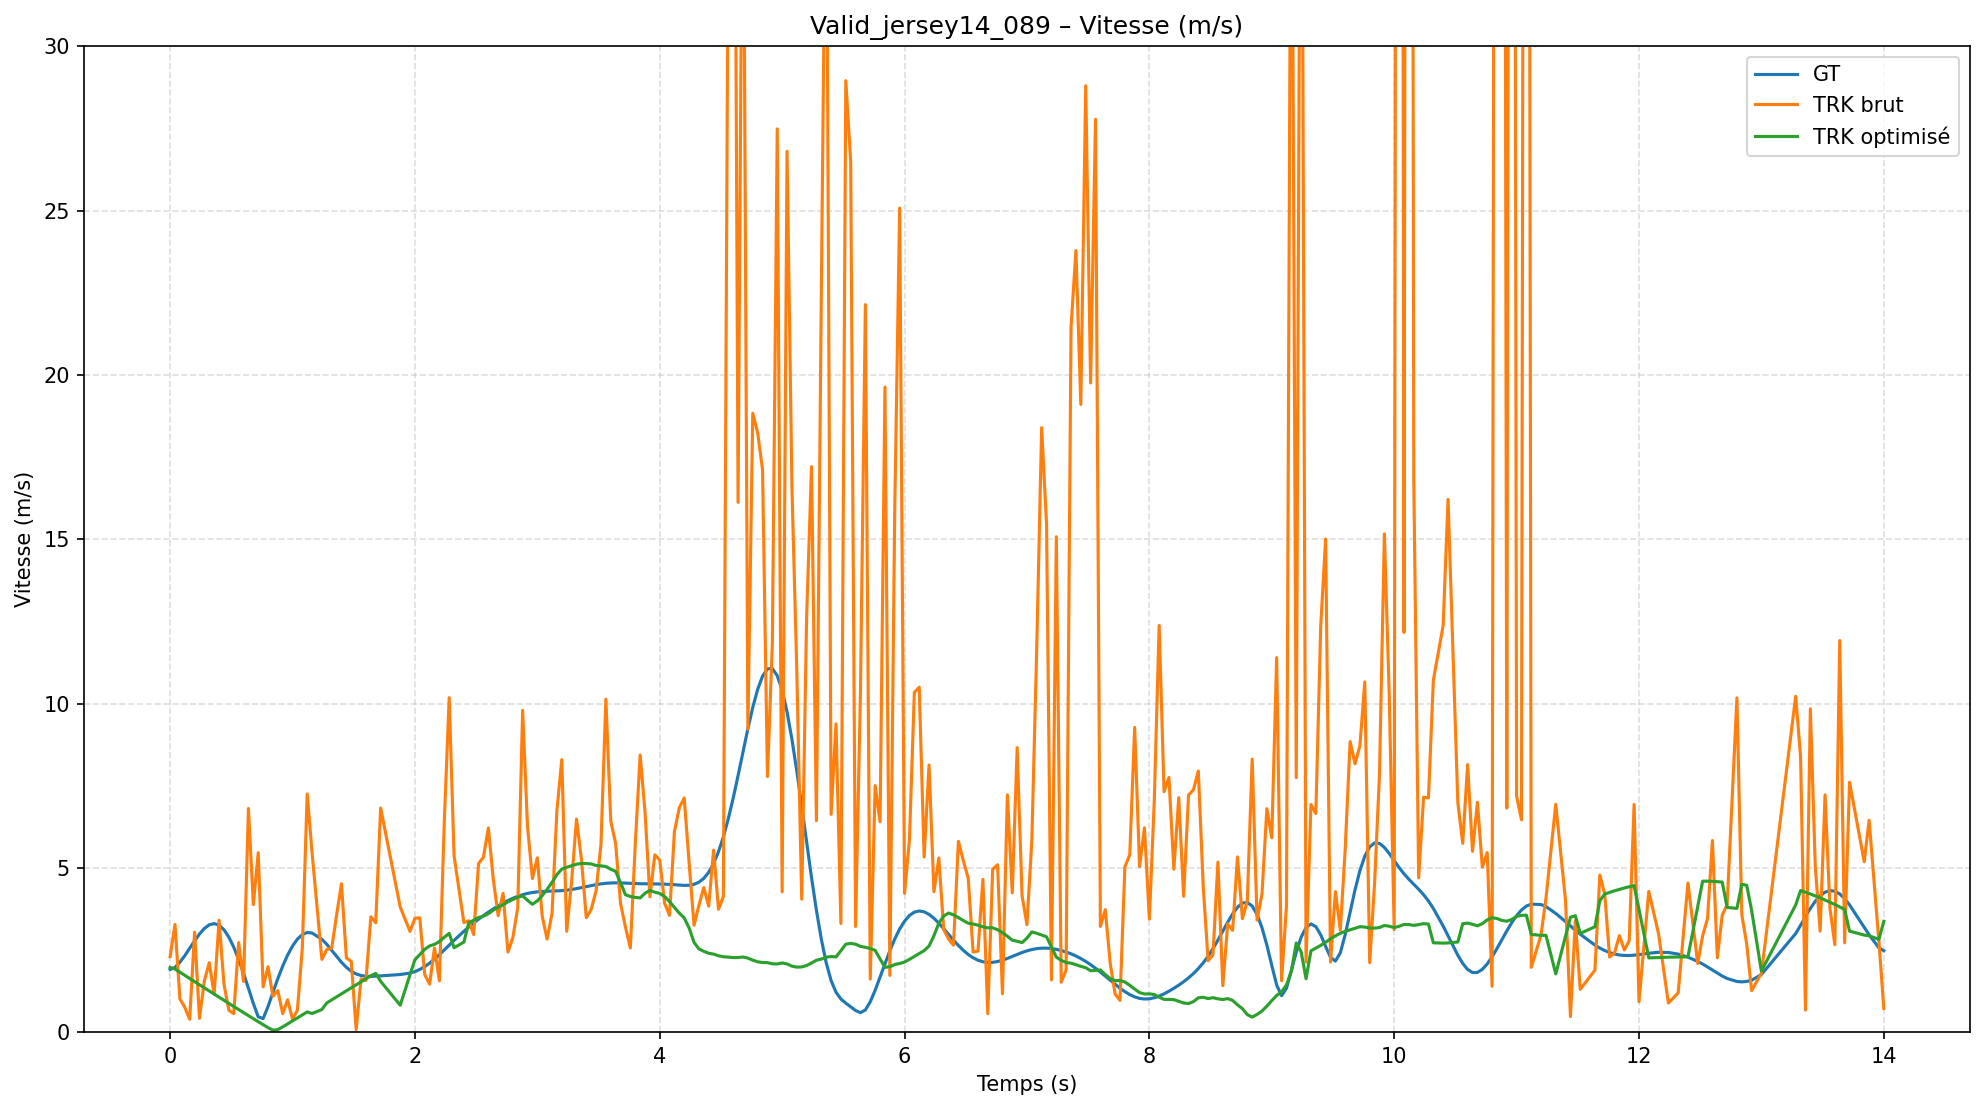 Valid_jersey14_089 – Vitesse (m/s)
30
25
20
15
10
5
0
Vitesse (m/s)
GT
TRK brut
TRK optimisé
0 2 4 6 8 10 12 14
Temps (s)